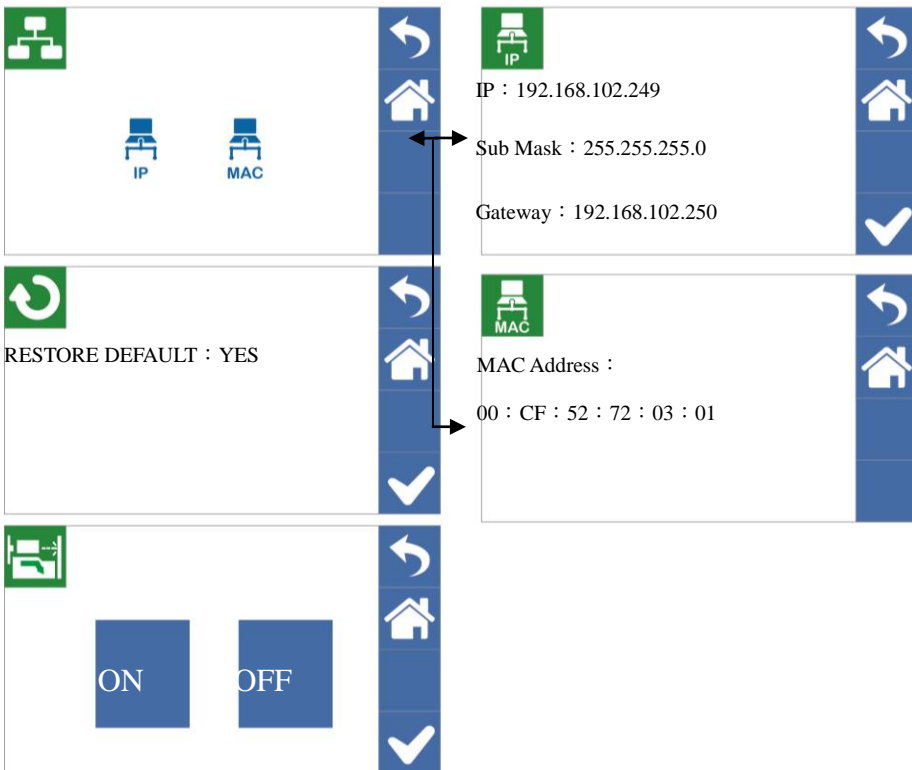 IP
MAC
IP
IP：192.168.102.249
Sub Mask：255.255.255.0
Gateway：192.168.102.250
RESTORE DEFAULT：YES
MAC
MAC Address：
00：CF：52：72：03：01
ON
OFF